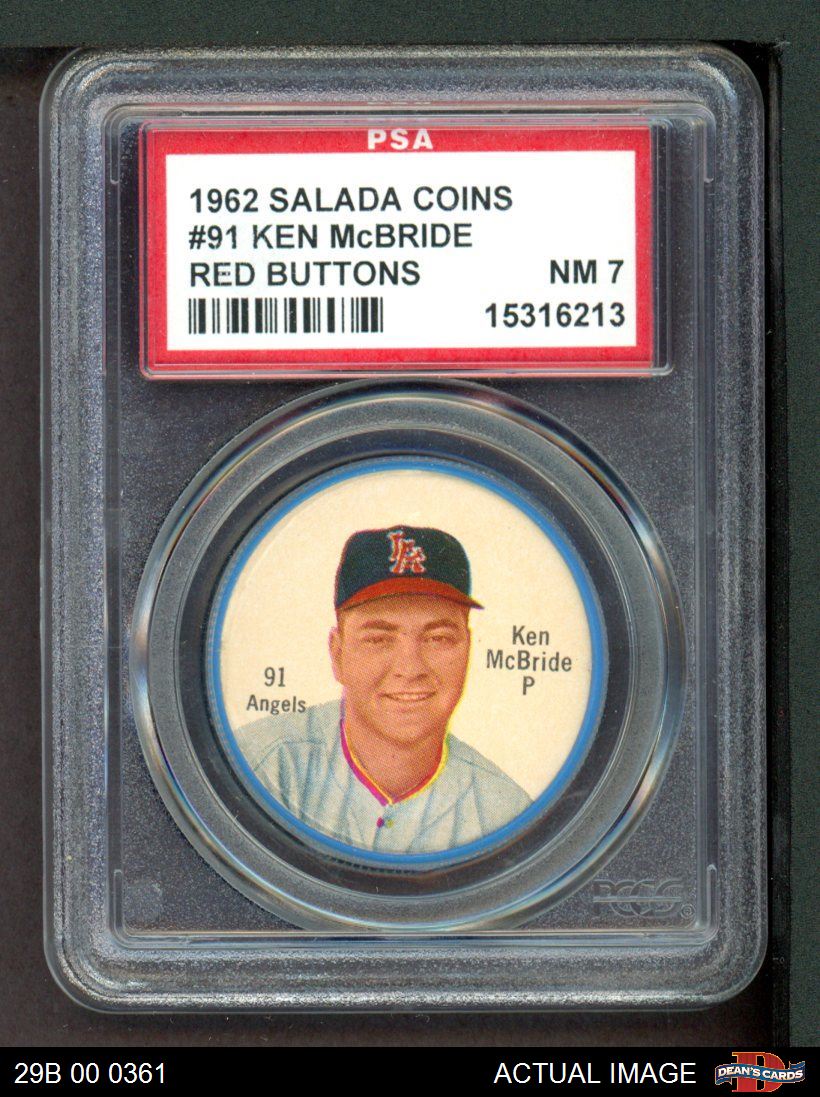 PSA
1962 SALADA COINS
#91 KEN McBRIDE
RED BUTTONS NM 7
15316213
LA
Ken
McBride
P
91
Angels
PCGS
29B 00 0361 ACTUAL IMAGE
D
DEAN'S CARDS